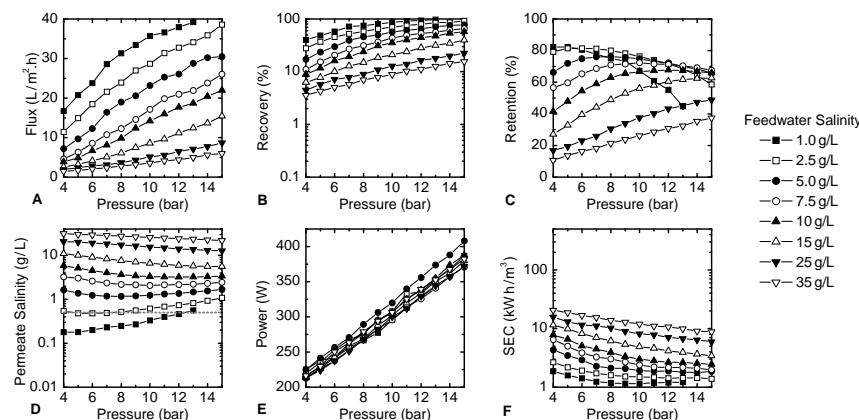 40
30
20
10
0
Flux (L/m².h)
4 6 8 10 12 14
A
Pressure (bar)
100
10
1
0.1
Recovery (%)
4 6 8 10 12 14
B
Pressure (bar)
100
80
60
40
20
0
Retention (%)
4 6 8 10 12 14
C
Pressure (bar)
Feedwater Salinity
1.0 g/L
2.5 g/L
5.0 g/L
7.5 g/L
10 g/L
15 g/L
25 g/L
35 g/L
10
1
0.1
0.01
Permeate Salinity (g/L)
4 6 8 10 12 14
D
Pressure (bar)
400
350
300
250
200
Power (W)
4 6 8 10 12 14
E
Pressure (bar)
100
10
1
SEC (kW h/m³)
4 6 8 10 12 14
F
Pressure (bar)